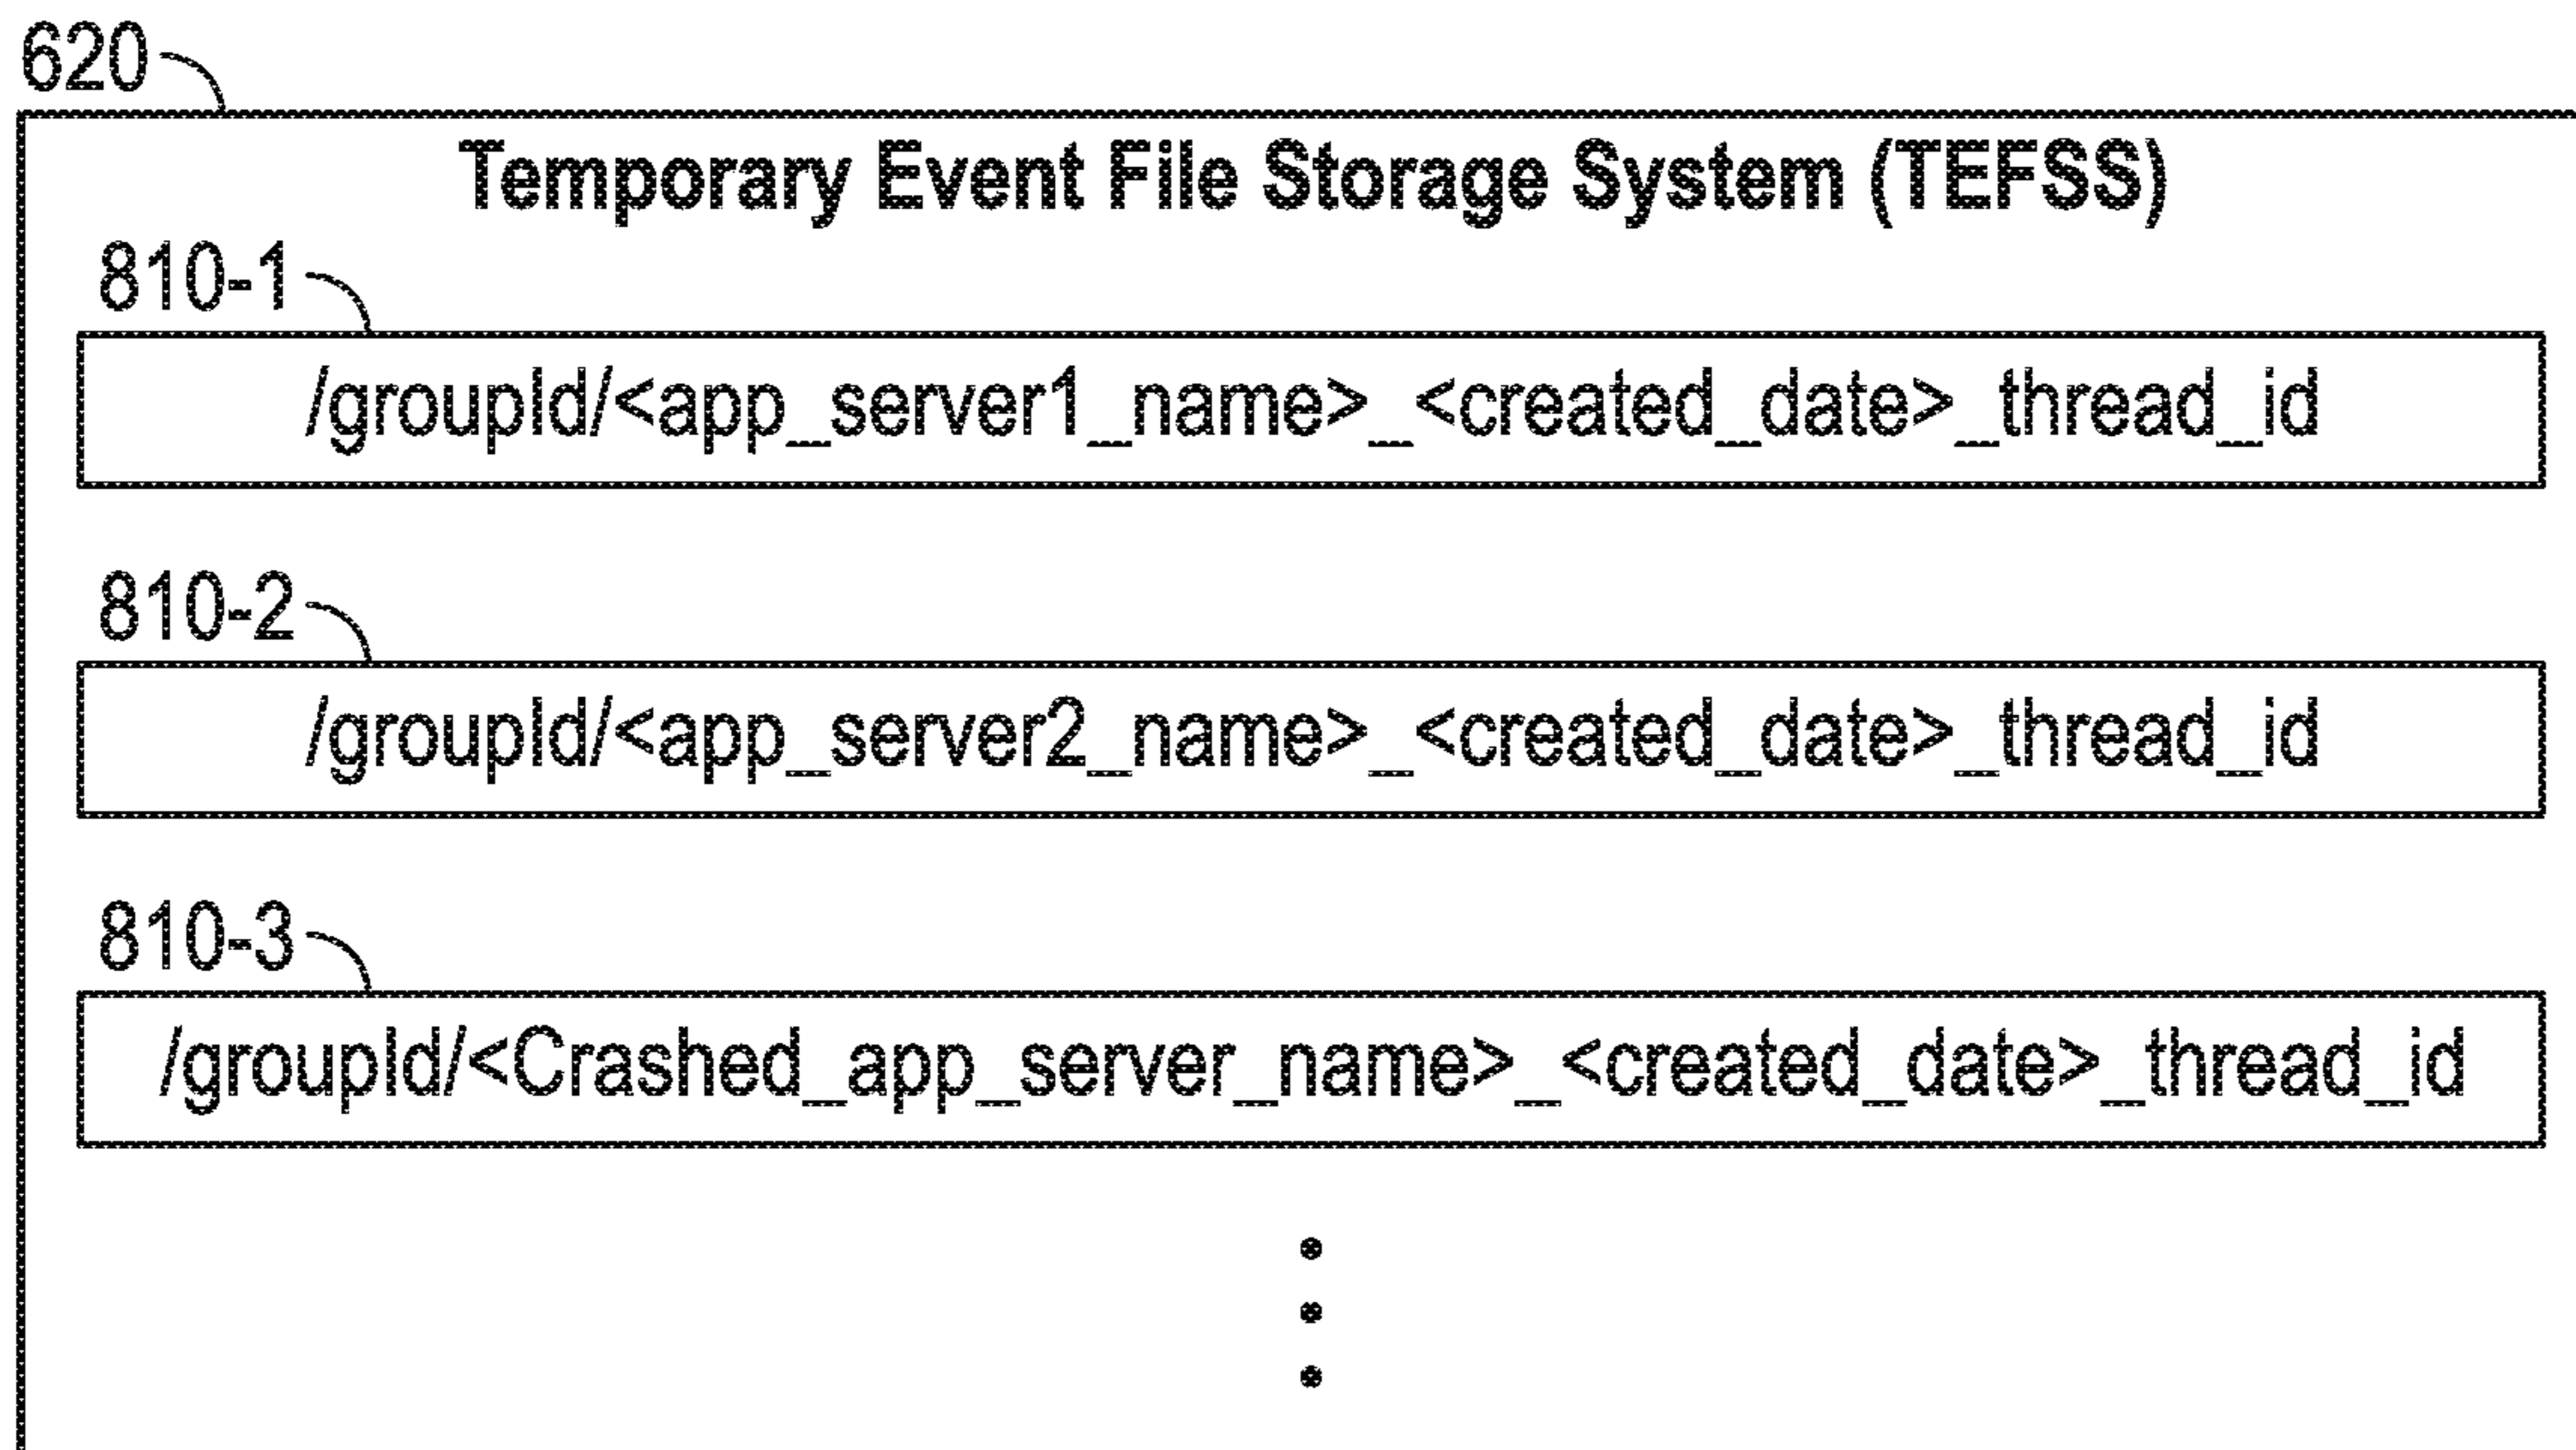 620
Temporary Event File Storage System (TEFSS)
810-1
/groupId/<app_server1_name>_<created_date>_thread_id
810-2
/groupId/<app_server2_name>_<created_date>_thread_id
810-3
/groupId/<Crashed_app_server_name>_<created_date>_thread_id